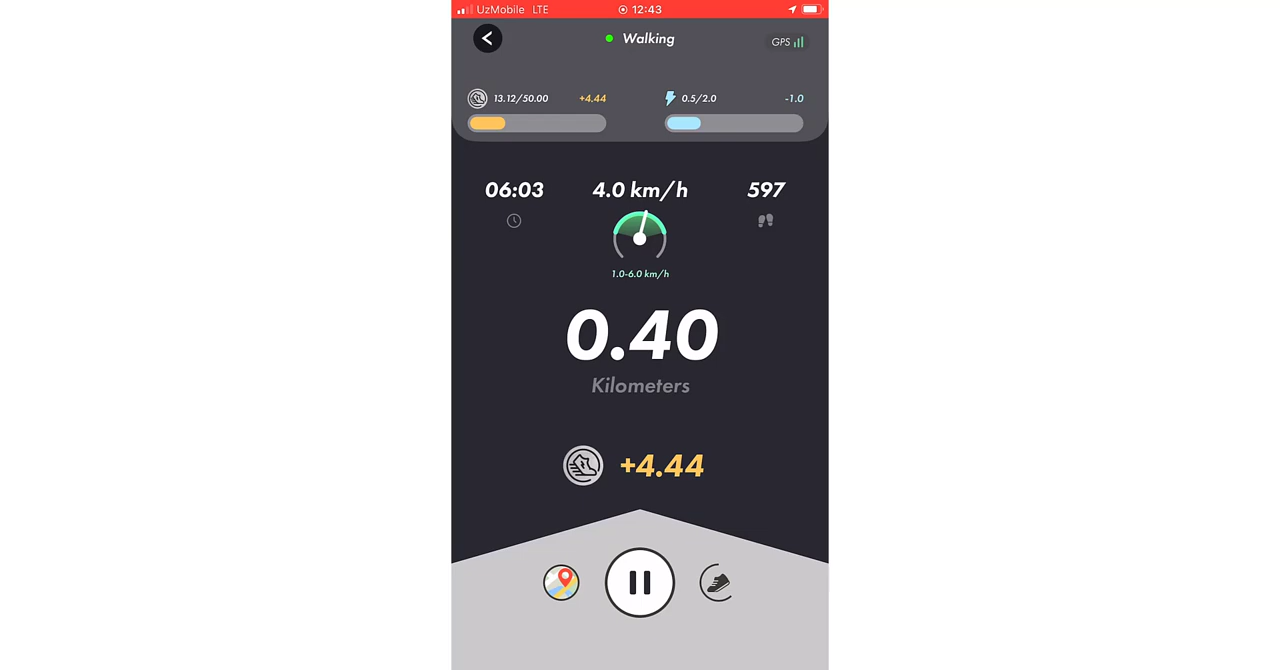 UzMobile LTE 12:43
Walking
GPS
13.12/50.00 +4.44 0.5/2.0 -1.0
06:03 4.0 km/h 597
1.0-6.0 km/h
0.40
Kilometers
+4.44